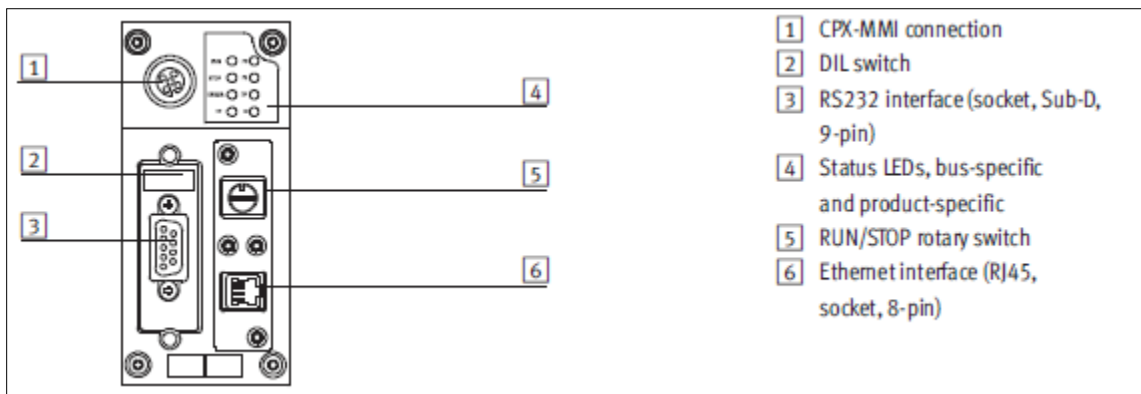 1 CPX-MMI connection
2 DIL switch
3 RS232 interface (socket, Sub-D,
9-pin)
4 Status LEDs, bus-specific
and product-specific
5 RUN/STOP rotary switch
6 Ethernet interface (RJ45,
socket, 8-pin)
1
2
3
4
5
6
RUN
STOP